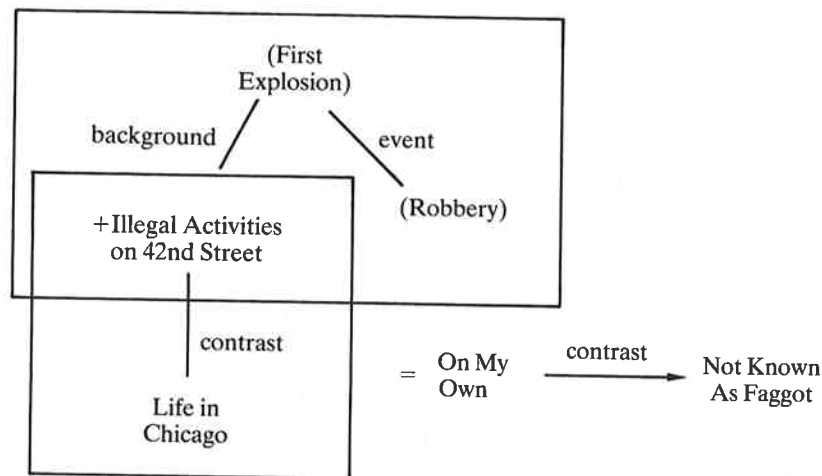 (First
Explosion)
background
event
+Illegal Activities
on 42nd Street
(Robbery)
contrast
Life in
Chicago
= On My
Own
contrast
Not Known
As Faggot